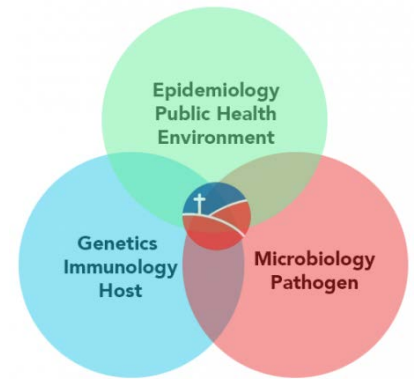 Epidemiology
Public Health
Environment
Genetics
Immunology
Host
Microbiology
Pathogen